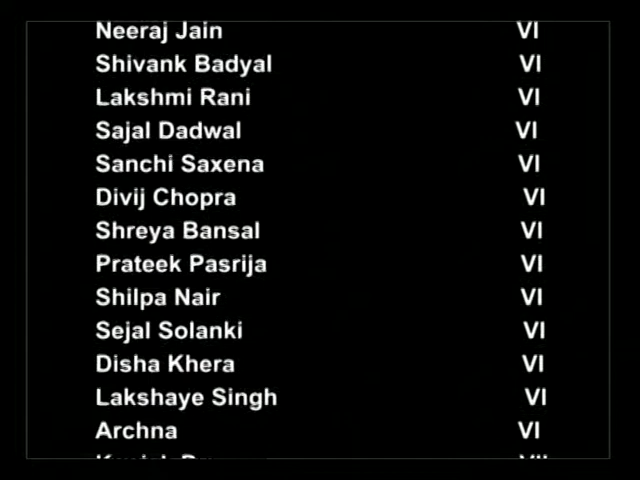 Neeraj Jain VI
Shivank Badyal VI
Lakshmi Rani VI
Sajal Dadwal VI
Sanchi Saxena VI
Divij Chopra VI
Shreya Bansal VI
Prateek Pasrija VI
Shilpa Nair VI
Sejal Solanki VI
Disha Khera VI
Lakshaye Singh VI
Archna VI